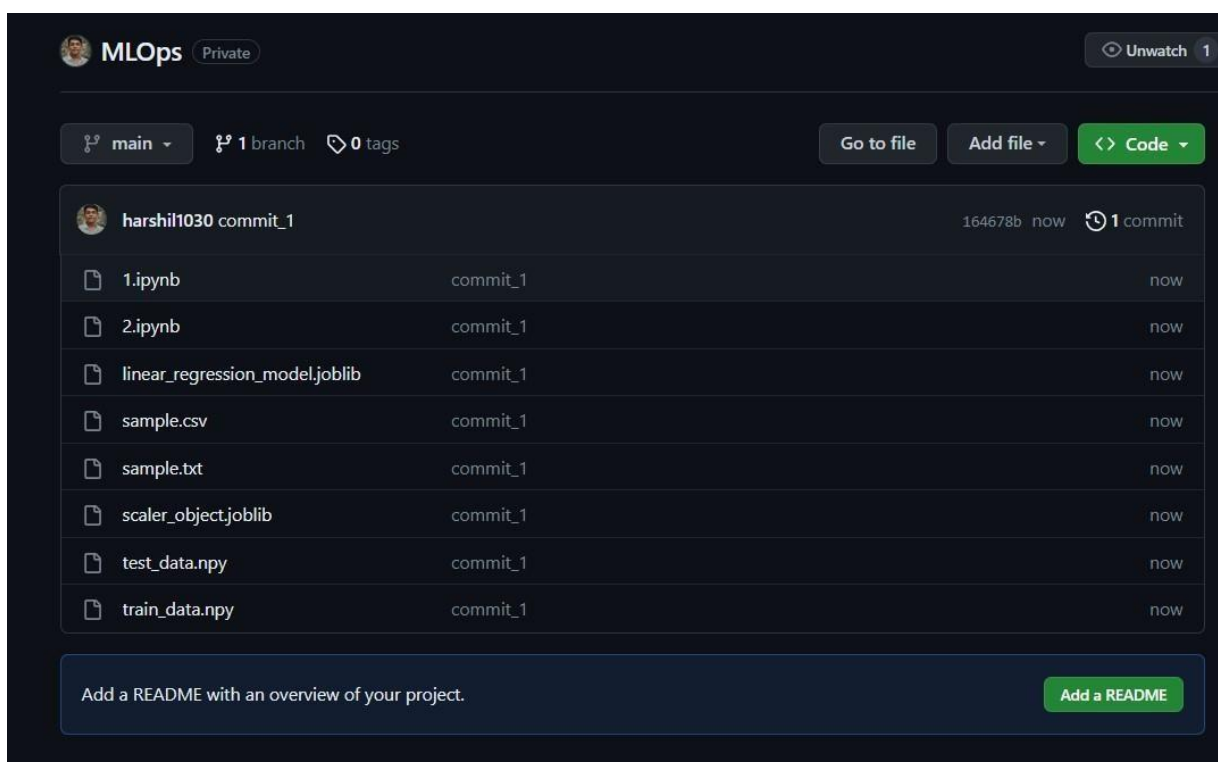 MLOps Private Unwatch 1
main 1 branch 0 tags Go to file Add file Code
harshil1030 commit_1 164678b now 1 commit
1.ipynb commit_1 now
2.ipynb commit_1 now
linear_regression_model.joblib commit_1 now
sample.csv commit_1 now
sample.txt commit_1 now
scaler_object.joblib commit_1 now
test_data.npy commit_1 now
train_data.npy commit_1 now
Add a README with an overview of your project. Add a README